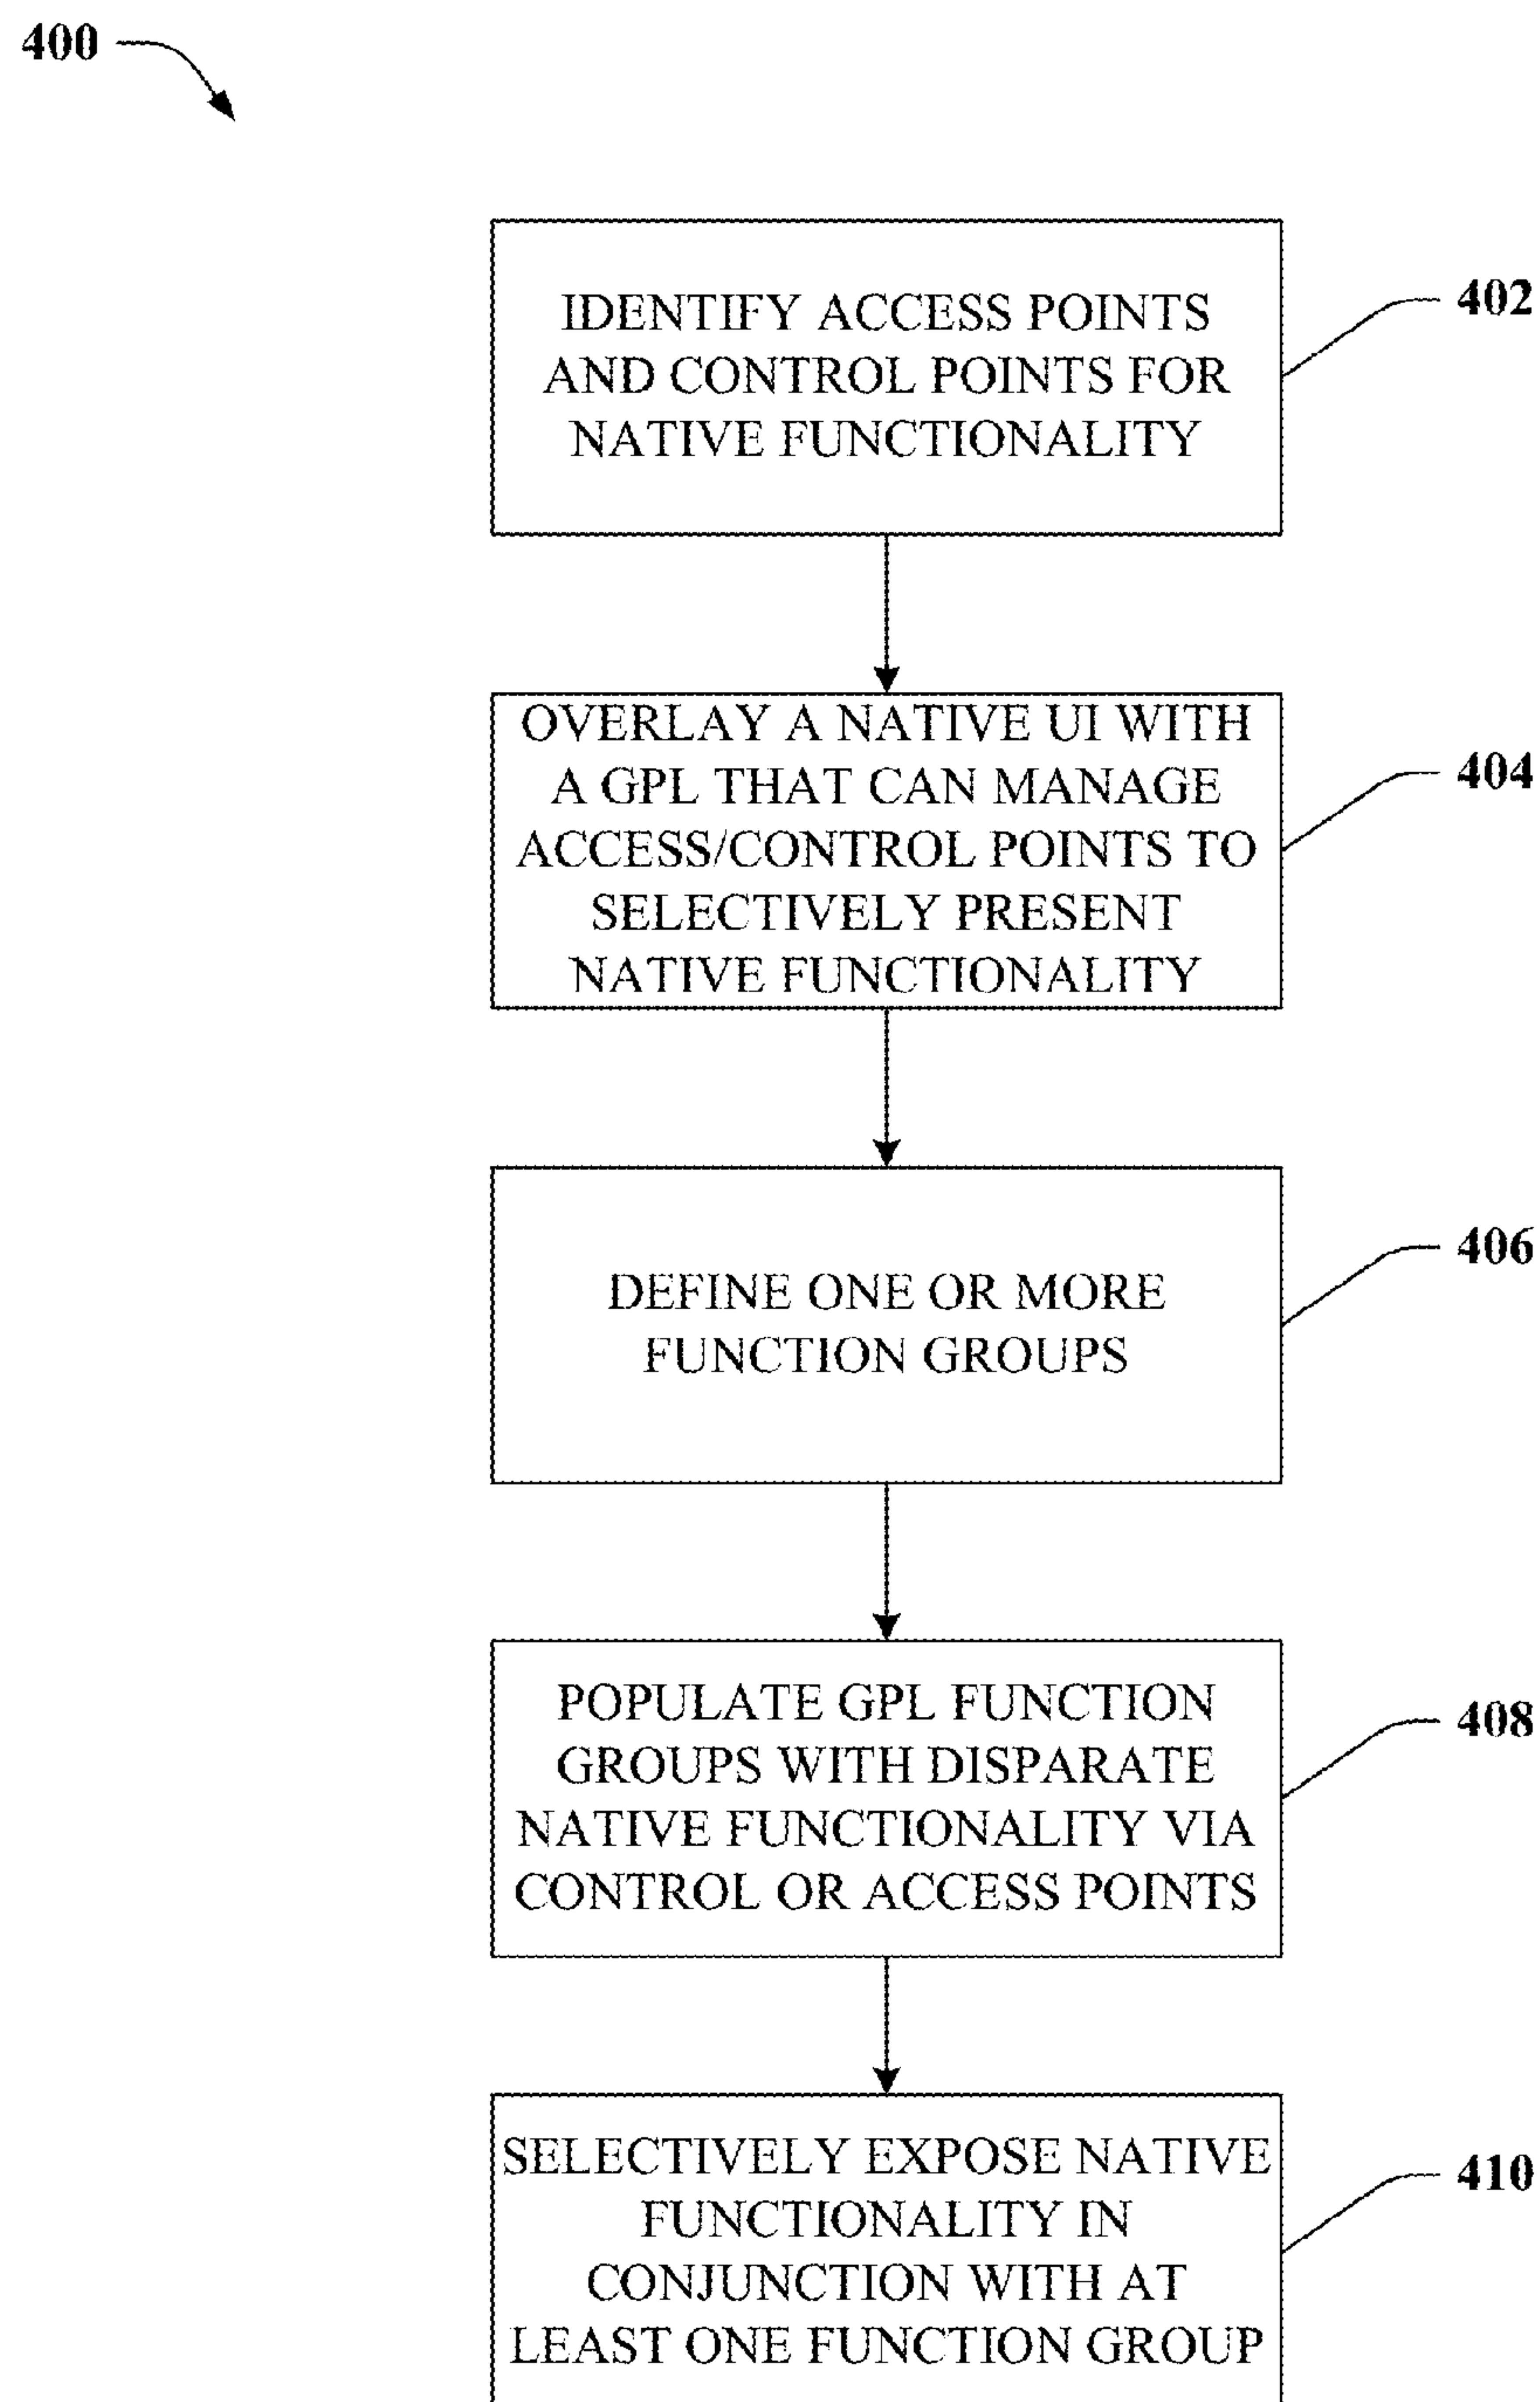 400
IDENTIFY ACCESS POINTS
AND CONTROL POINTS FOR
NATIVE FUNCTIONALITY
402
OVERLAY A NATIVE UI WITH
A GPL THAT CAN MANAGE
ACCESS/CONTROL POINTS TO
SELECTIVELY PRESENT
NATIVE FUNCTIONALITY
404
DEFINE ONE OR MORE
FUNCTION GROUPS
406
POPULATE GPL FUNCTION
GROUPS WITH DISPARATE
NATIVE FUNCTIONALITY VIA
CONTROL OR ACCESS POINTS
408
SELECTIVELY EXPOSE NATIVE
FUNCTIONALITY IN
CONJUNCTION WITH AT
LEAST ONE FUNCTION GROUP
410